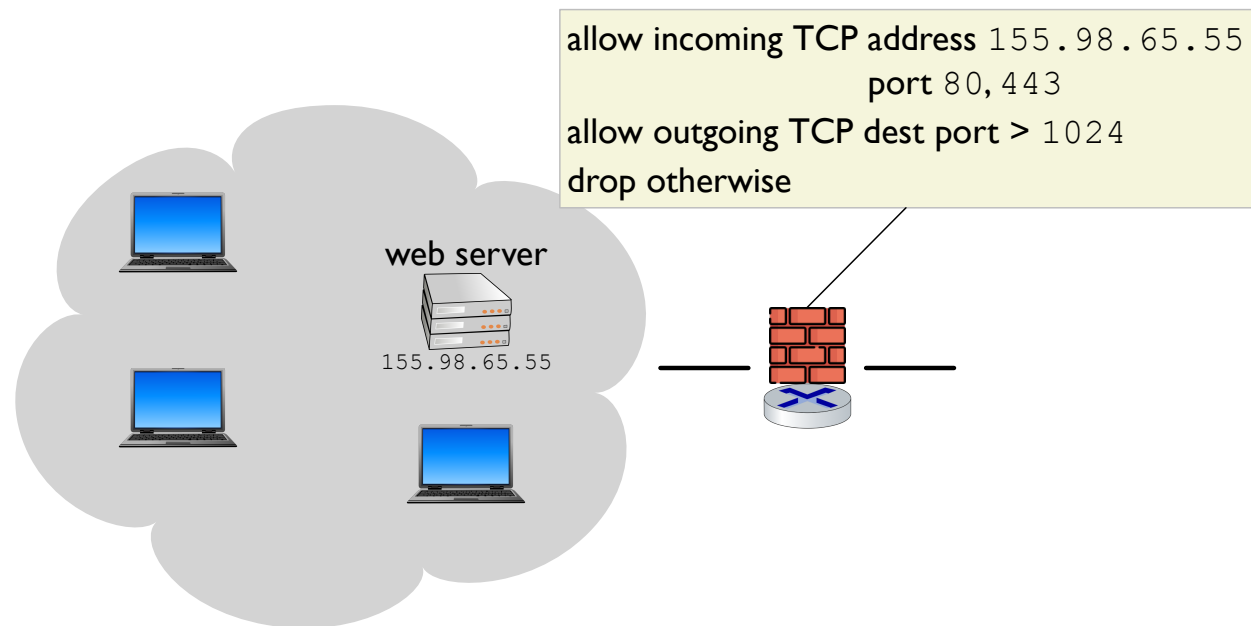 allow incoming TCP address 155.98.65.55
port 80, 443
allow outgoing TCP dest port > 1024
drop otherwise
web server
155.98.65.55